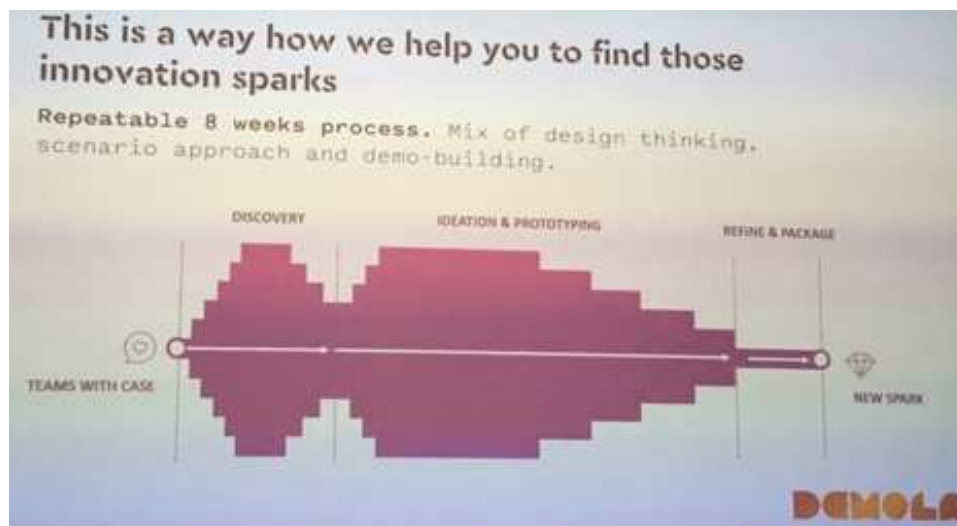 This is a way how we help you to find those
innovation sparks
Repeatable 8 weeks process. Mix of design thinking,
scenario approach and demo-building.
DISCOVERY
IDEATION & PROTOTYPING
REFINE & PACKAGE
TEAMS WITH CASE
NEW SPARK
DEMOLA